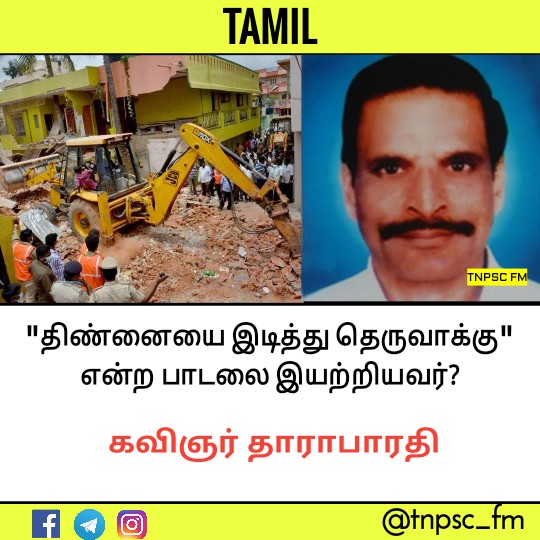 TAMIL
TNPSC FM
"திண்னையை இடித்து தெருவாக்கு"
என்ற பாடலை இயற்றியவர்?
கவிஞர் தாராபாரதி
@tnpsc_fm